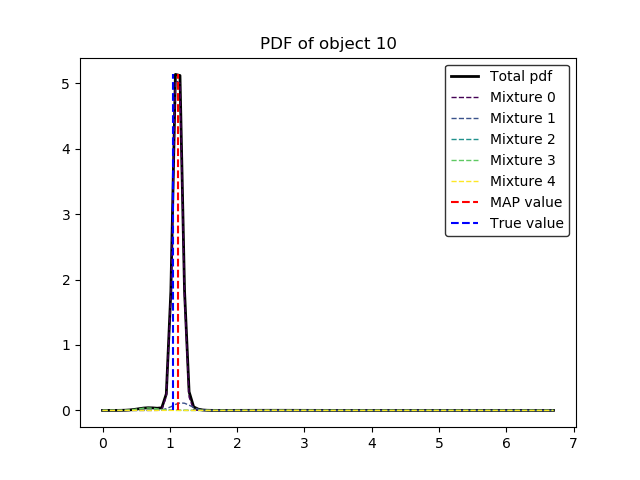 PDF of object 10
Total pdf
Mixture 0
Mixture 1
Mixture 2
Mixture 3
Mixture 4
MAP value
True value
5
4
3
2
1
0
0 1 2 3 4 5 6 7